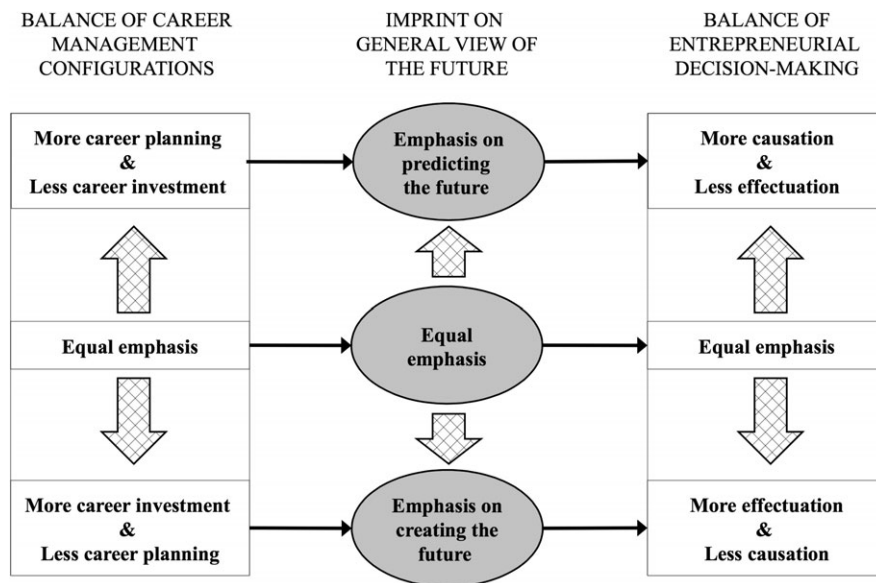 BALANCE OF CAREER
MANAGEMENT
CONFIGURATIONS
IMPRINT ON
GENERAL VIEW OF
THE FUTURE
BALANCE OF
ENTREPRENEURIAL
DECISION-MAKING
More career planning
&
Less career investment
Emphasis on
predicting
the future
More causation
&
Less effectuation
Equal emphasis
Equal
emphasis
Equal emphasis
More career investment
&
Less career planning
Emphasis on
creating the
future
More effectuation
&
Less causation